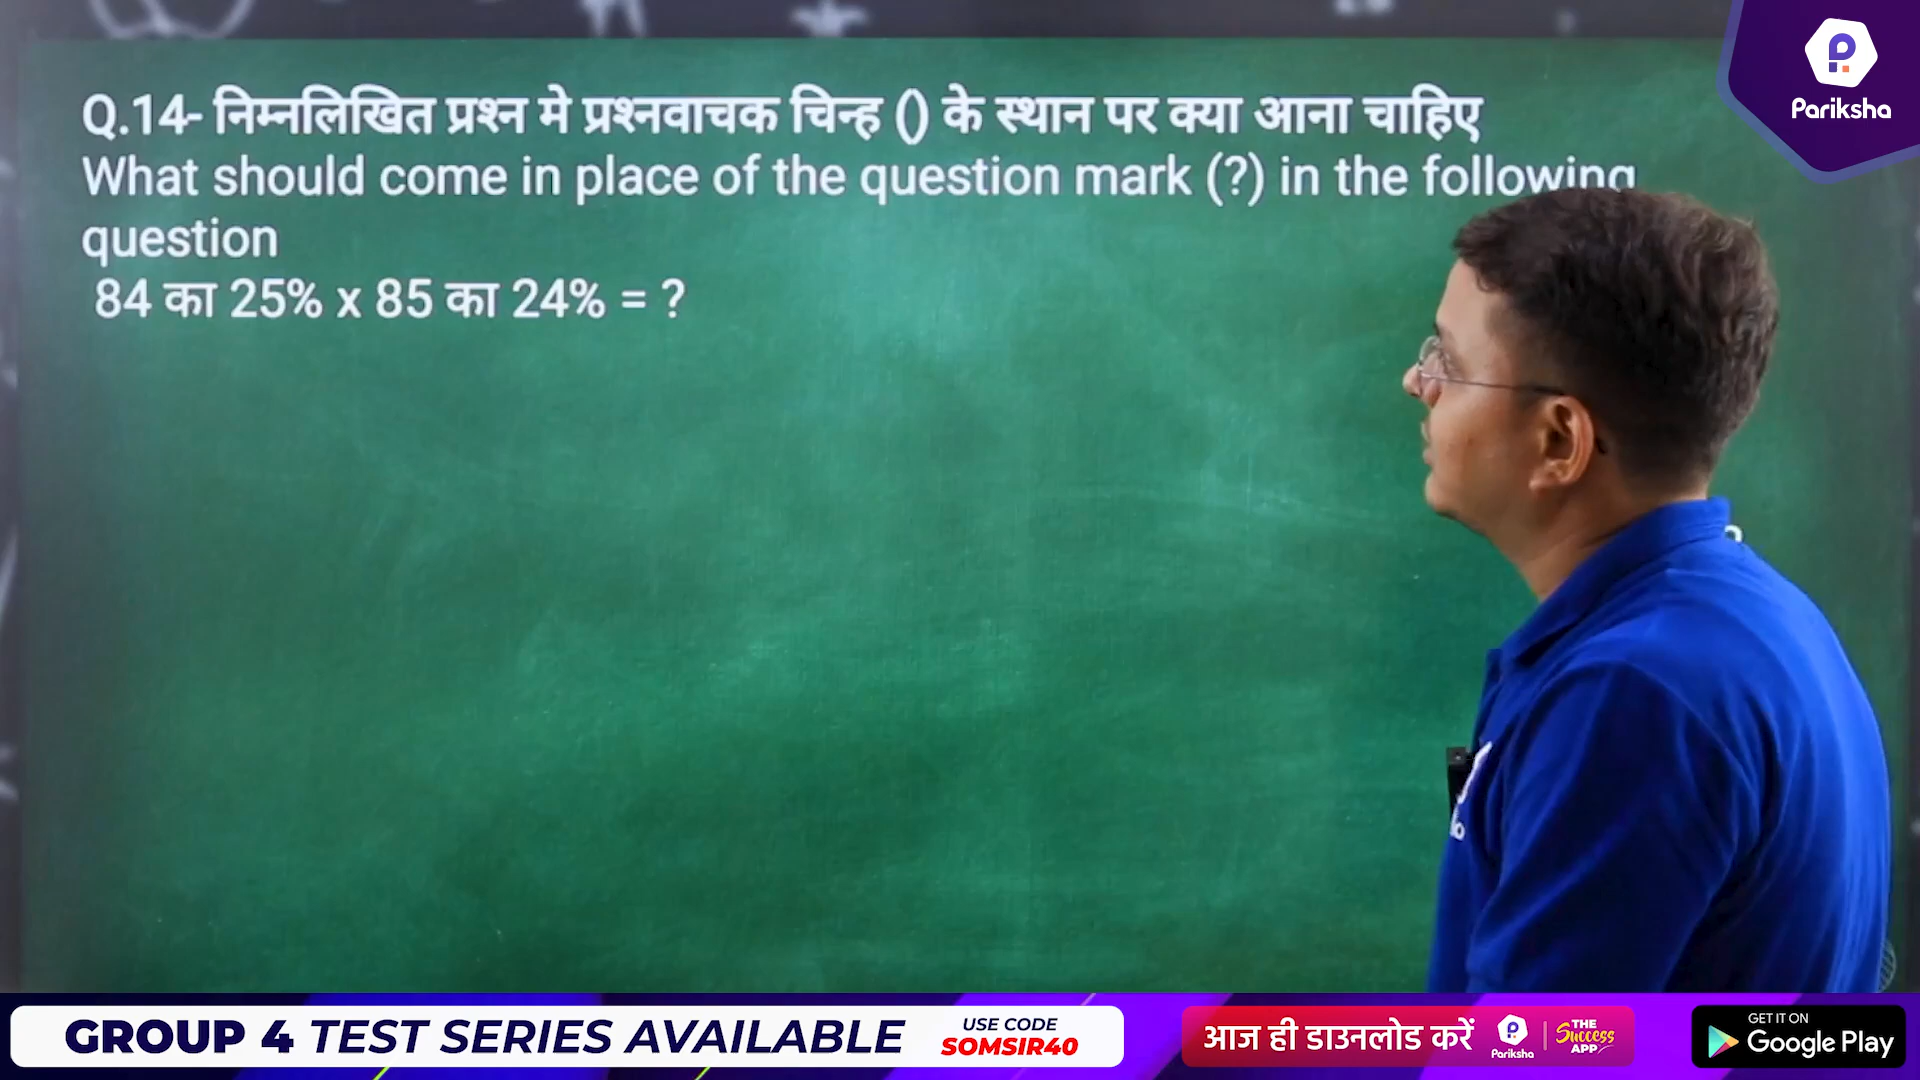 Pariksha
Q.14- निम्नलिखित प्रश्न मे प्रश्नवाचक चिन्ह () के स्थान पर क्या आना चाहिए
What should come in place of the question mark (?) in the following
question
84 का 25% x 85 का 24% = ?
GROUP 4 TEST SERIES AVAILABLE
USE CODE
SOMSIR40
आज ही डाउनलोड करें
Pariksha
THE
Success
APP
GET IT ON
Google Play